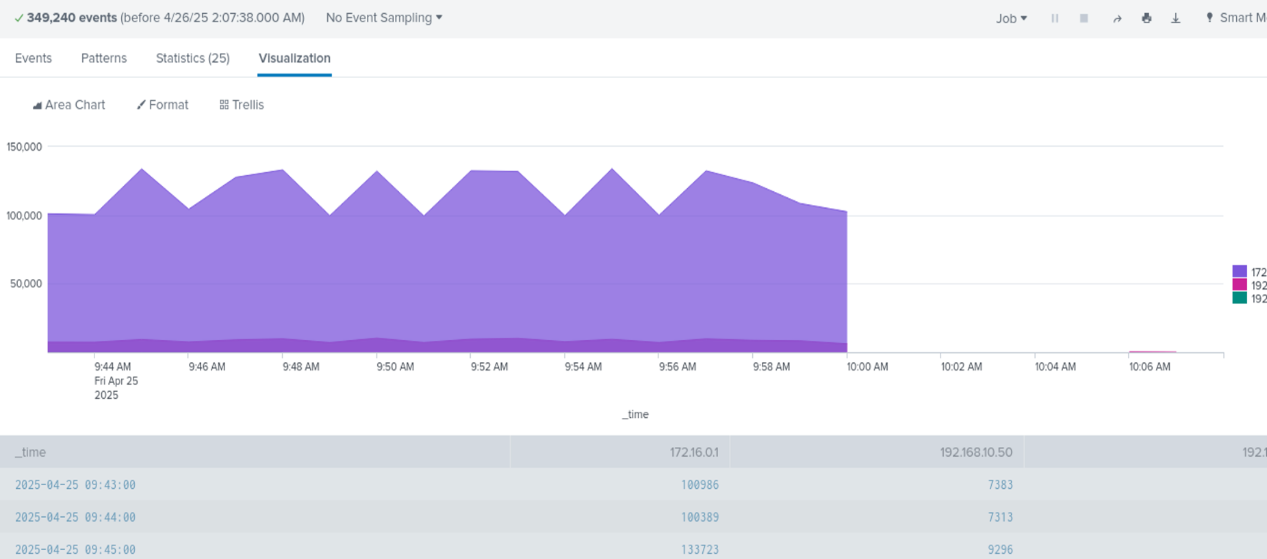 349,240 events (before 4/26/25 2:07:38.000 AM) No Event Sampling Job Smart
Events Patterns Statistics (25) Visualization
Area Chart Format Trellis
150,000
100,000
50,000
172
192
192
9:44 AM 9:46 AM 9:48 AM 9:50 AM 9:52 AM 9:54 AM 9:56 AM 9:58 AM 10:00 AM 10:02 AM 10:04 AM 10:06 AM
Fri Apr 25
2025
_time
_time 172.16.0.1 192.168.10.50 192.1
2025-04-25 09:43:00 100986 7383
2025-04-25 09:44:00 100389 7313
2025-04-25 09:45:00 133723 9296